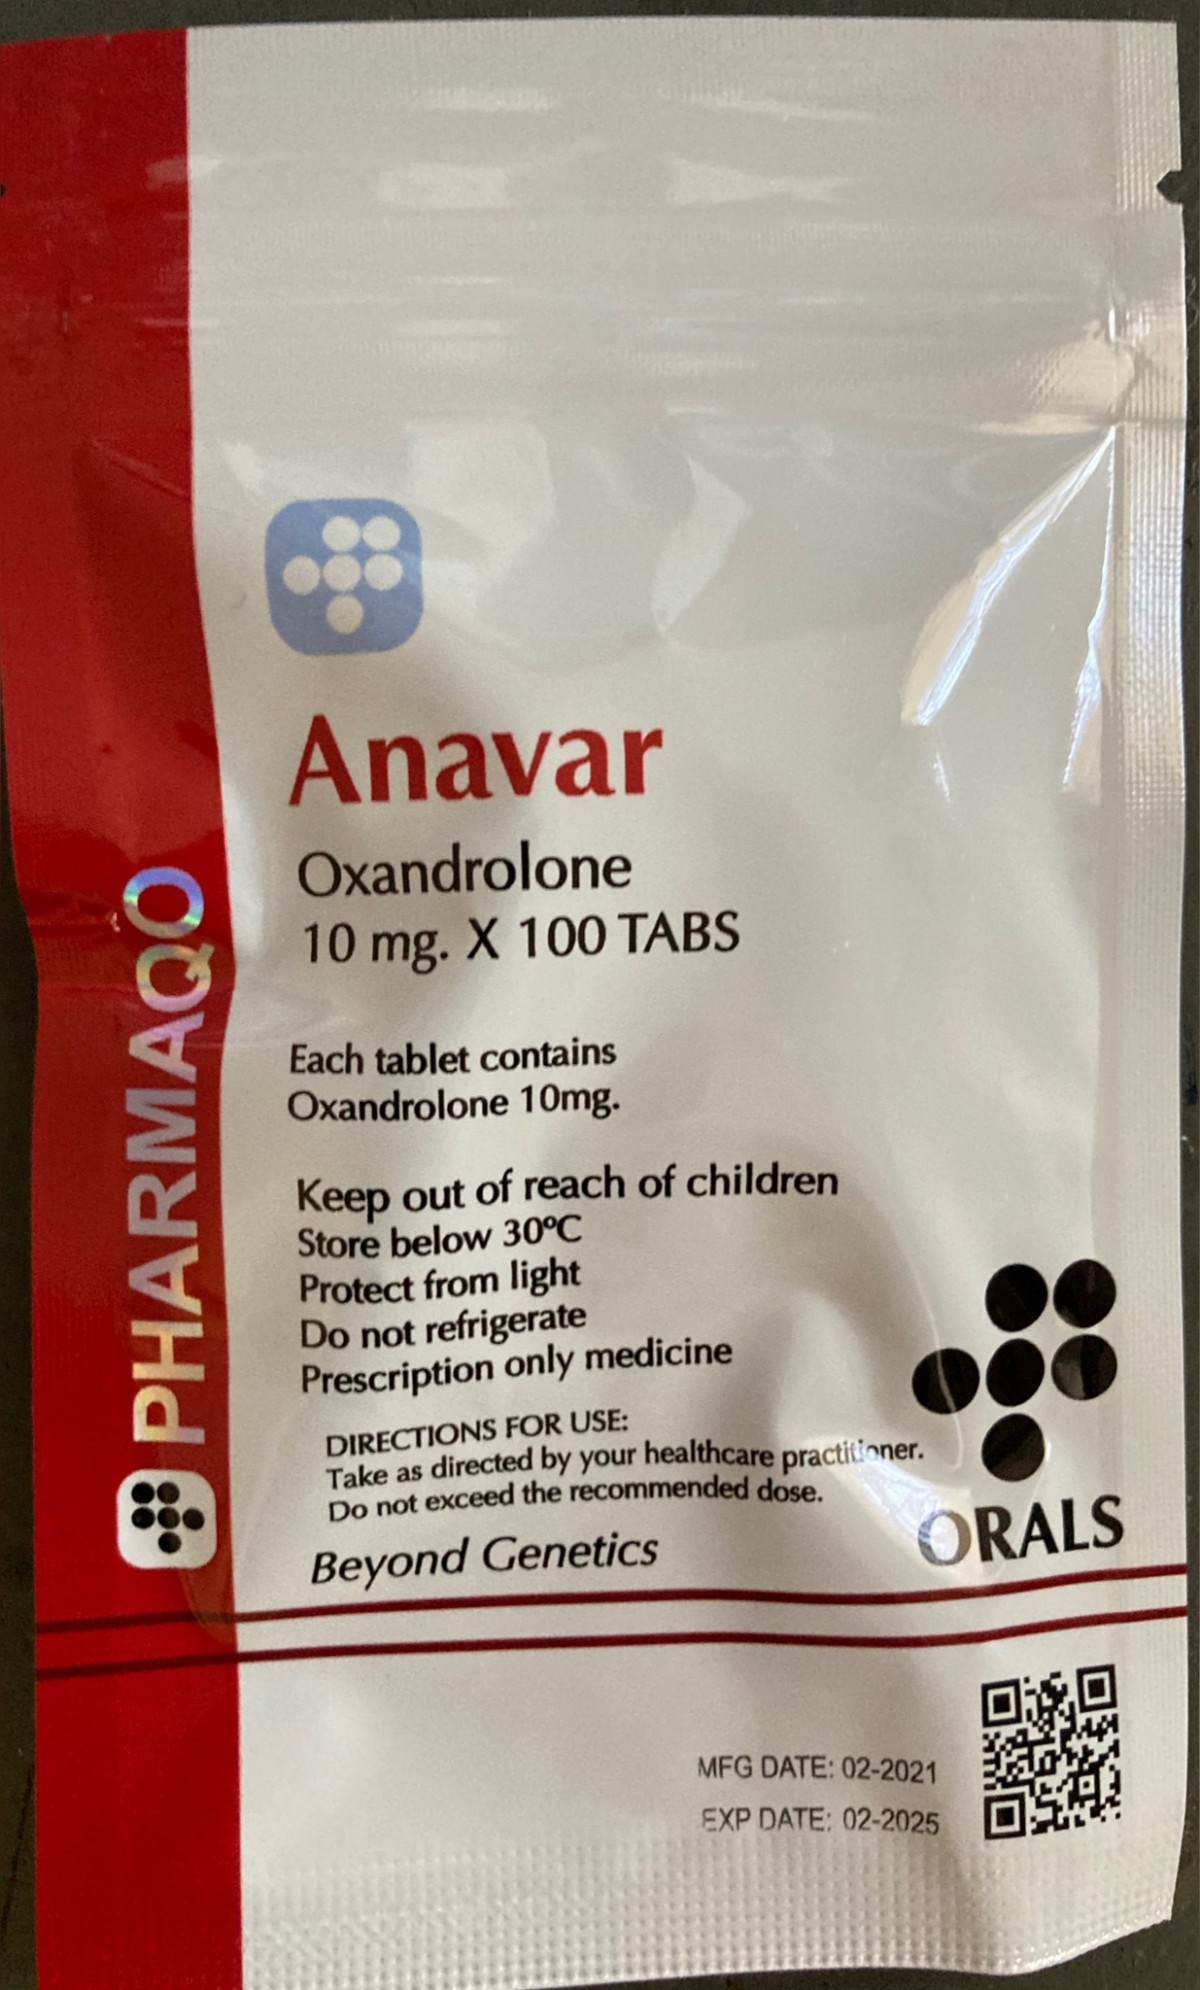 Anavar
Oxandrolone
10 mg. X 100 TABS
Each tablet contains
Oxandrolone 10mg.
Keep out of reach of children
Store below 30ºC
Protect from light
Do not refrigerate
Prescription only medicine
DIRECTIONS FOR USE:
Take as directed by your healthcare practitioner.
Do not exceed the recommended dose.
Beyond Genetics
ORALS
PHARMAQO
MFG DATE: 02-2021
EXP DATE: 02-2025